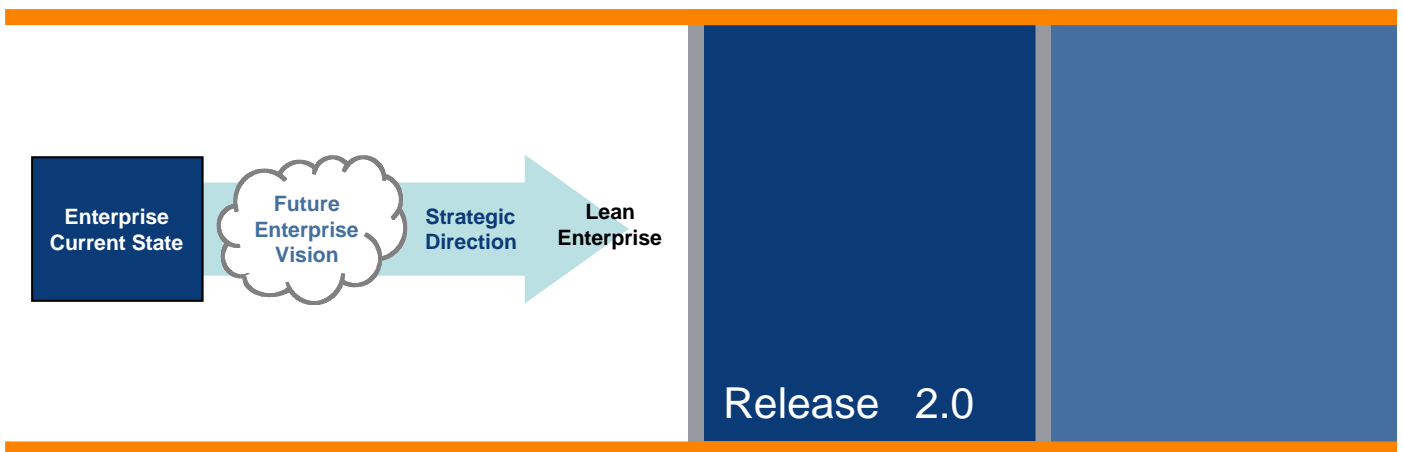 Enterprise
Current State
Future
Enterprise
Vision
Strategic
Direction
Lean
Enterprise
Release 2.0